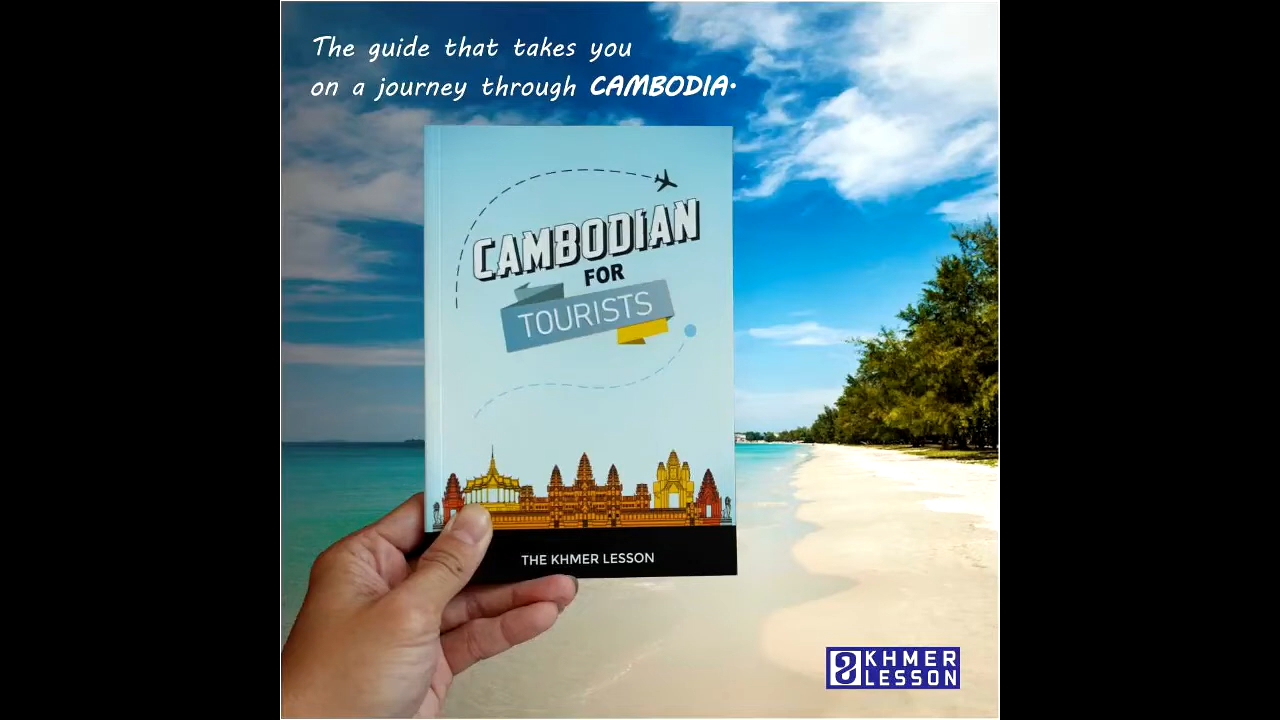 The guide that takes you
on a journey through CAMBODIA.
CAMBODIAN
FOR
TOURISTS
THE KHMER LESSON
KHMER
LESSON